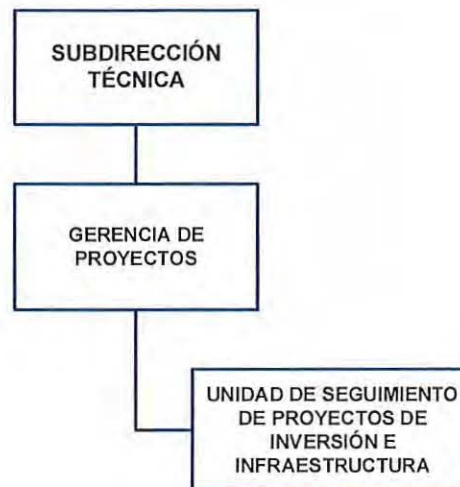 SUBDIRECCIÓN
TÉCNICA
GERENCIA DE
PROYECTOS
UNIDAD DE SEGUIMIENTO
DE PROYECTOS DE
INVERSIÓN E
INFRAESTRUCTURA